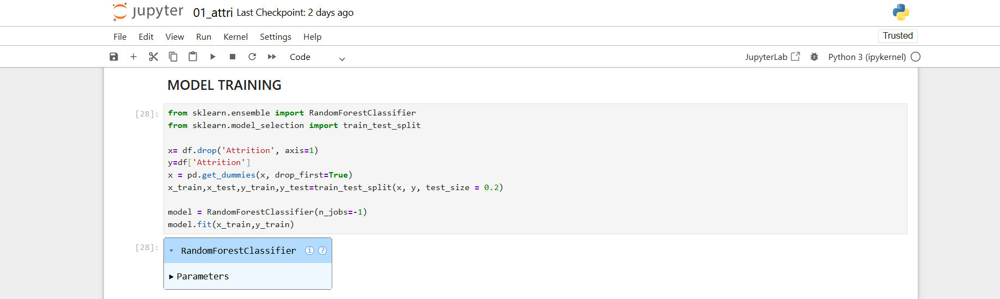 jupyter 01_attri Last Checkpoint: 2 days ago
File Edit View Run Kernel Settings Help Trusted
Code JupyterLab Python 3 (ipykernel)
MODEL TRAINING
[28]: from sklearn.ensemble import RandomForestClassifier
from sklearn.model_selection import train_test_split
x= df.drop('Attrition', axis=1)
y=df['Attrition']
x = pd.get_dummies(x, drop_first=True)
x_train,x_test,y_train,y_test=train_test_split(x, y, test_size = 0.2)
model = RandomForestClassifier(n_jobs=-1)
model.fit(x_train,y_train)
[28]: RandomForestClassifier i ?
Parameters